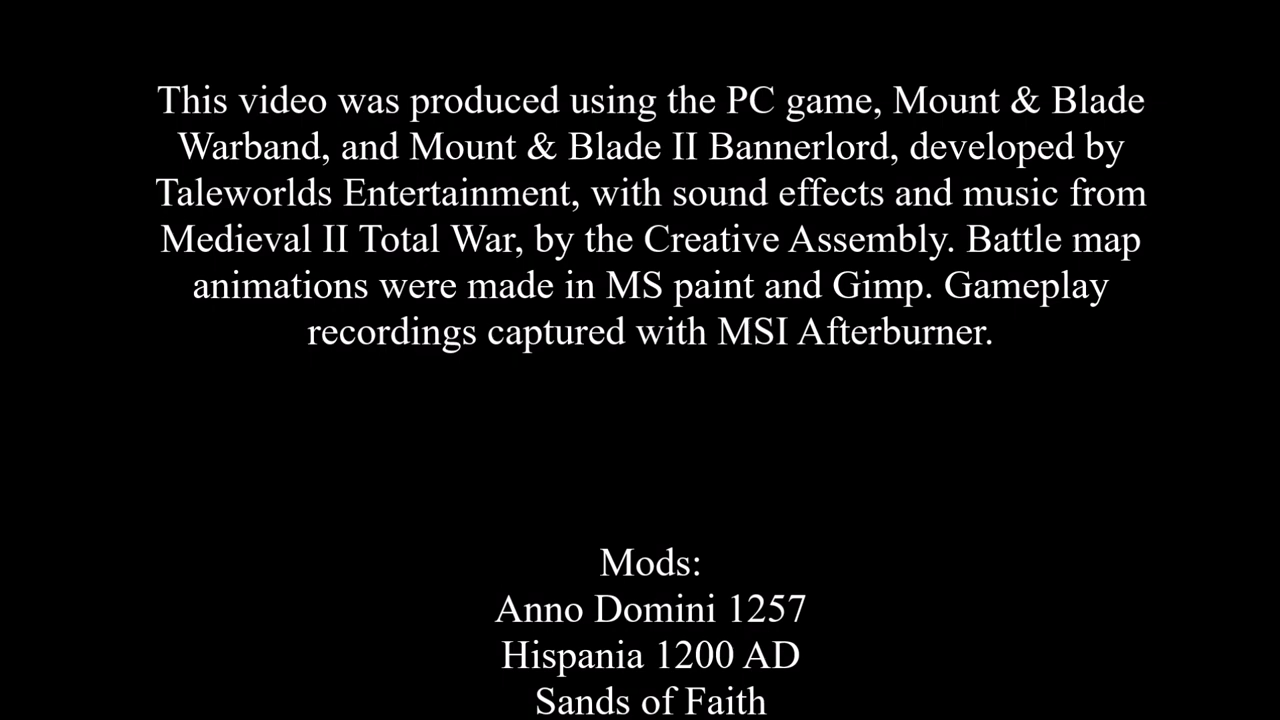 This video was produced using the PC game, Mount & Blade
Warband, and Mount & Blade II Bannerlord, developed by
Taleworlds Entertainment, with sound effects and music from
Medieval II Total War, by the Creative Assembly. Battle map
animations were made in MS paint and Gimp. Gameplay
recordings captured with MSI Afterburner.
Mods:
Anno Domini 1257
Hispania 1200 AD
Sands of Faith